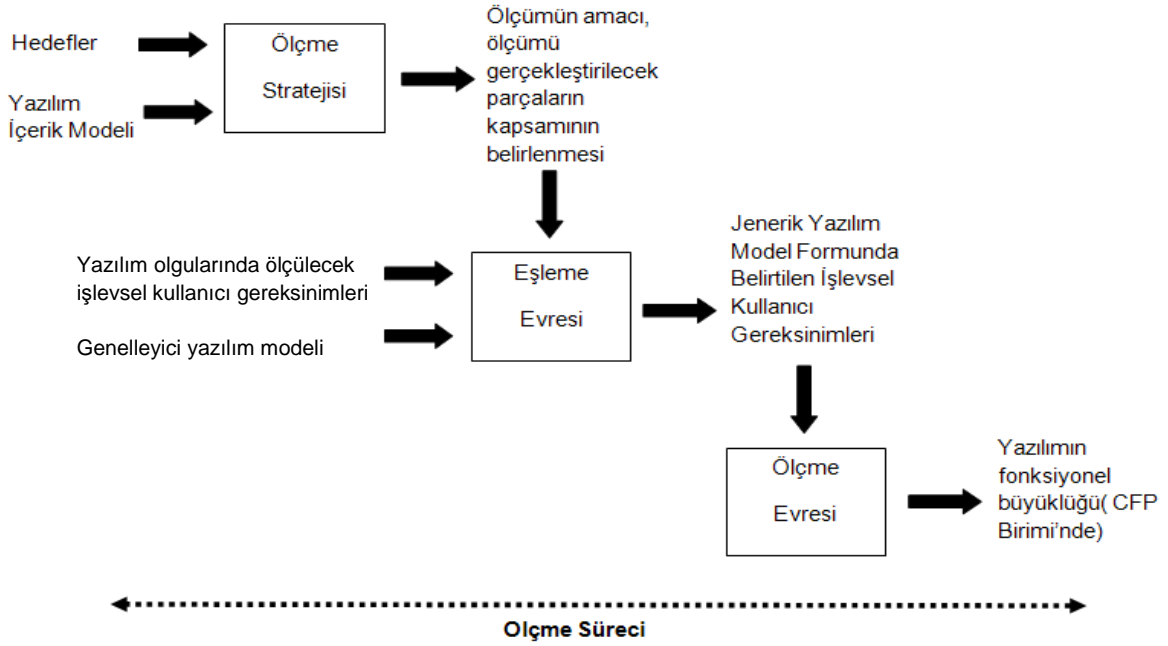 Hedefler
Yazılım
İçerik Modeli
Ölçme
Stratejisi
Ölçümün amacı,
ölçümü
gerçekleştirilecek
parçaların
kapsamının
belirlenmesi
Yazılım olgularında ölçülecek
işlevsel kullanıcı gereksinimleri
Genelleyici yazılım modeli
Eşleme
Evresi
Jenerik Yazılım
Model Formunda
Belirtilen İşlevsel
Kullanıcı
Gereksinimleri
Ölçme
Evresi
Yazılımın
fonksiyonel
büyüklüğü( CFP
Birimi’nde)
Olçme Süreci